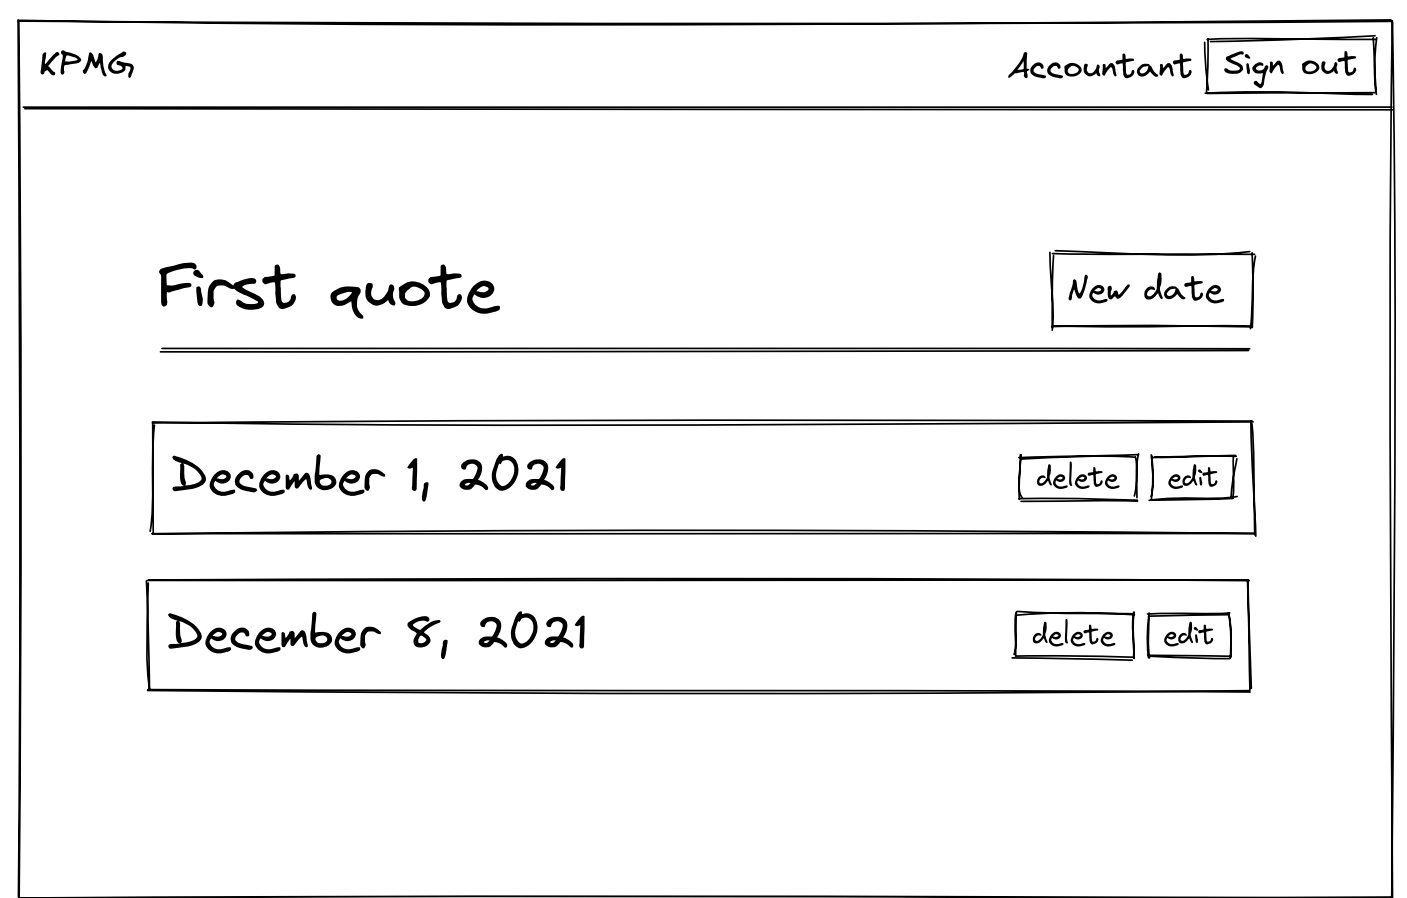 KPMG Accountant Sign out
First quote New date
December 1, 2021 delete edit
December 8, 2021 delete edit